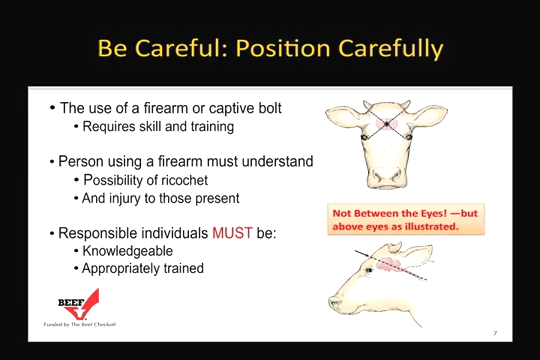 Be Careful: Position Carefully
• The use of a firearm or captive bolt
• Requires skill and training
• Person using a firearm must understand
• Possibility of ricochet
• And injury to those present
• Responsible individuals MUST be:
• Knowledgeable
• Appropriately trained
Not Between the Eyes! —but
above eyes as illustrated.
BEEF
Funded by The Beef Checkoff
7